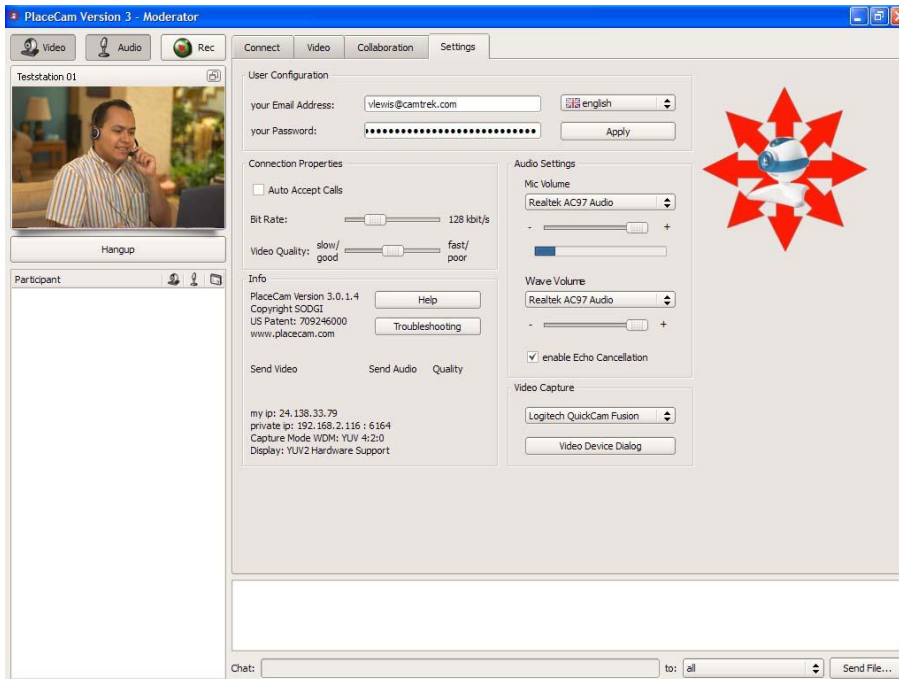 PlaceCam Version 3 - Moderator
Video Audio Rec
Connect Video Collaboration Settings
Teststation 01
Hangup
Participant
User Configuration
your Email Address: vlewis@camtrek.com english
your Password: Apply
Connection Properties
Auto Accept Calls
Bit Rate: 128 kbit/s
Video Quality: slow/ fast/
good poor
Info
PlaceCam Version 3.0.1.4
Copyright SODGI
US Patent: 709246000
www.placecam.com
Help
Troubleshooting
Send Video Send Audio Quality
my ip: 24.138.33.79
private ip: 192.168.2.116 : 6164
Capture Mode WDM: YUV 4:2:0
Display: YUV2 Hardware Support
Audio Settings
Mic Volume
Realtek AC97 Audio
- +
Wave Volume
Realtek AC97 Audio
- +
enable Echo Cancellation
Video Capture
Logitech QuickCam Fusion
Video Device Dialog
Chat: to: all Send File...